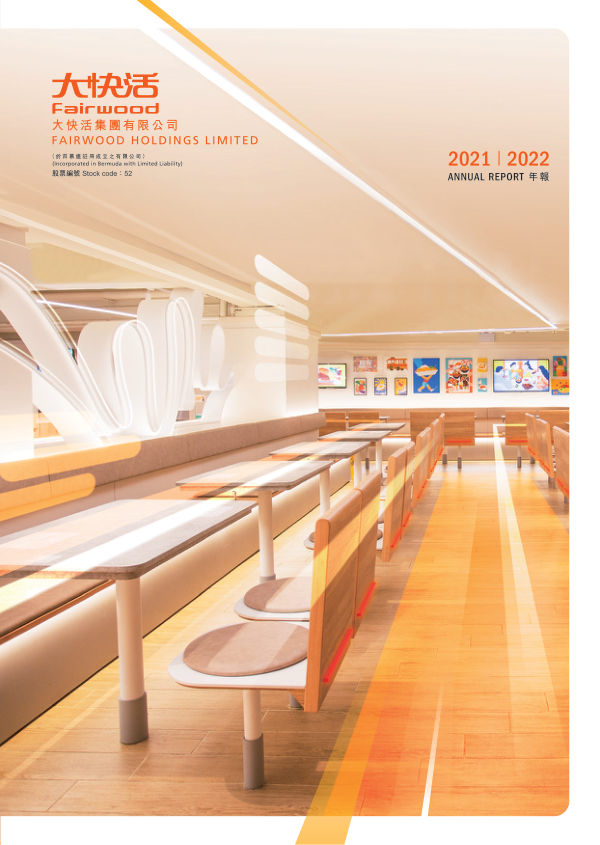 大快活
Fairwood
大快活集團有限公司
FAIRWOOD HOLDINGS LIMITED
(於百慕達註冊成立之有限公司)
(Incorporated in Bermuda with Limited Liability)
股票編號 Stock code：52
2021 | 2022
ANNUAL REPORT 年報